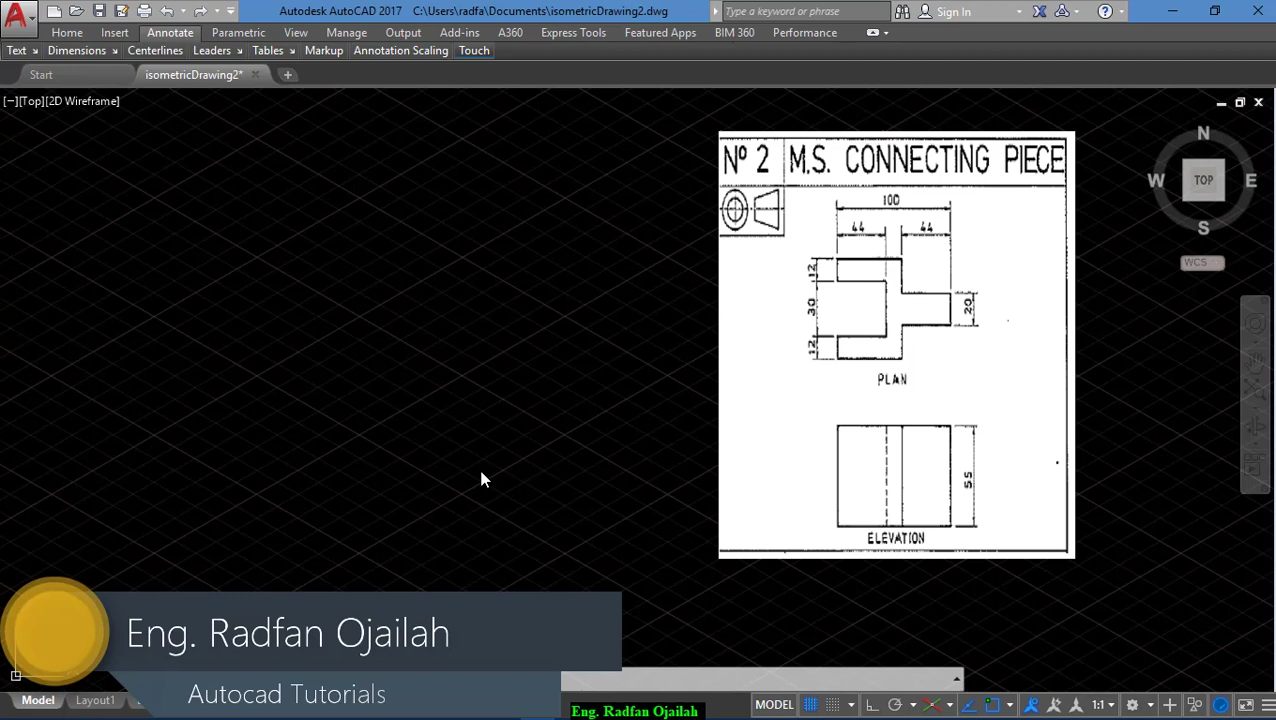 Autodesk AutoCAD 2017 C:\Users\radfa\Documents\isometricDrawing2.dwg
Type a keyword or phrase
Sign In
Home Insert Annotate Parametric View Manage Output Add-ins A360 Express Tools Featured Apps BIM 360 Performance
Text Dimensions Centerlines Leaders Tables Markup Annotation Scaling Touch
Start isometricDrawing2*
[−][Top][2D Wireframe]
N
W TOP E
S
WCS
Nº 2 M.S. CONNECTING PIECE
100
44 44
12
30
12
20
PLAN
55
ELEVATION
Eng. Radfan Ojailah
Autocad Tutorials
Model Layout1
Eng. Radfan Ojailah
MODEL
1:1